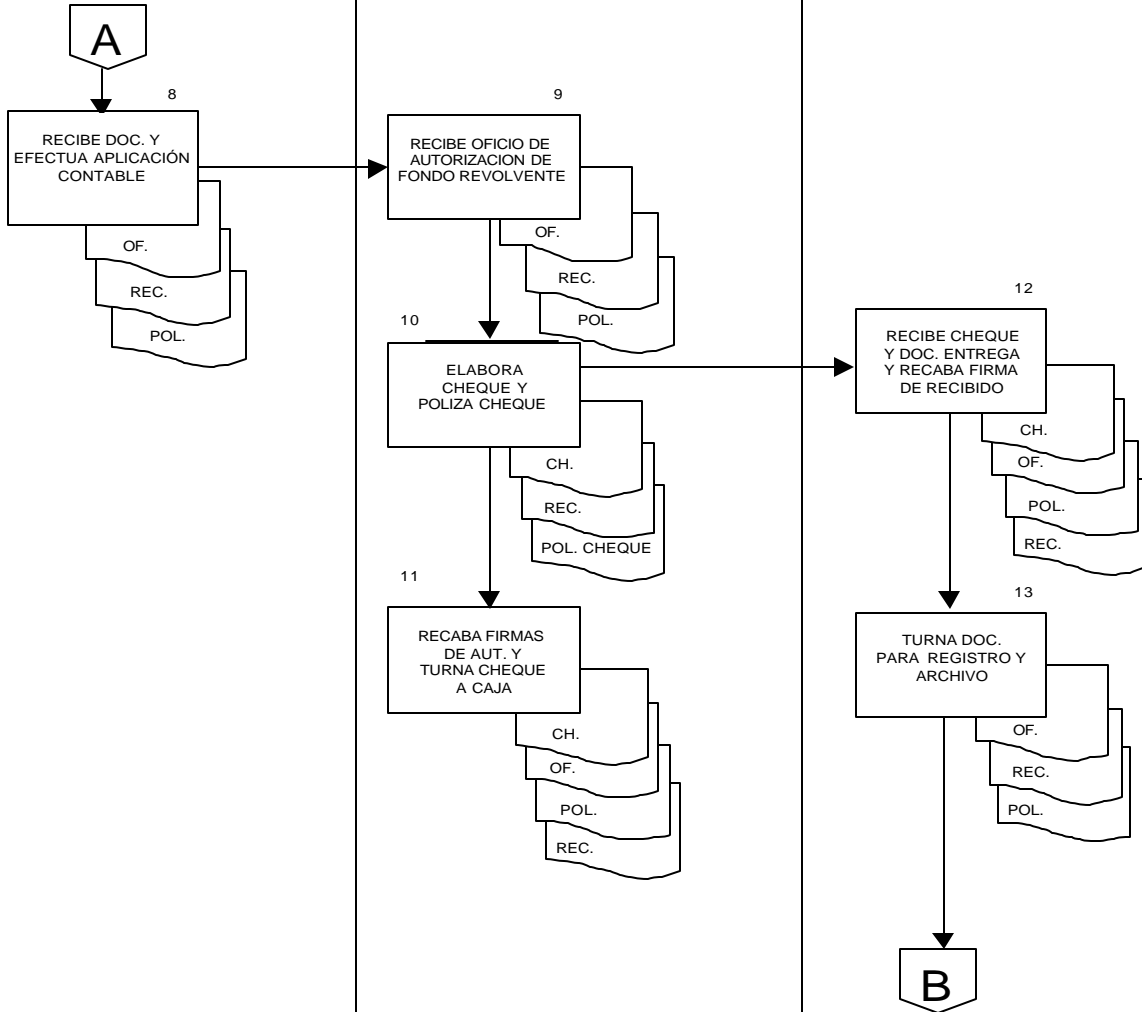 A
8
RECIBE DOC. Y
EFECTUA APLICACIÓN
CONTABLE
OF.
REC.
POL.
9
RECIBE OFICIO DE
AUTORIZACION DE
FONDO REVOLVENTE
OF.
REC.
POL.
10
ELABORA
CHEQUE Y
POLIZA CHEQUE
CH.
REC.
POL. CHEQUE
11
RECABA FIRMAS
DE AUT. Y
TURNA CHEQUE
A CAJA
CH.
OF.
POL.
REC.
12
RECIBE CHEQUE
Y DOC. ENTREGA
Y RECABA FIRMA
DE RECIBIDO
CH.
OF.
POL.
REC.
13
TURNA DOC.
PARA REGISTRO Y
ARCHIVO
OF.
REC.
POL.
B